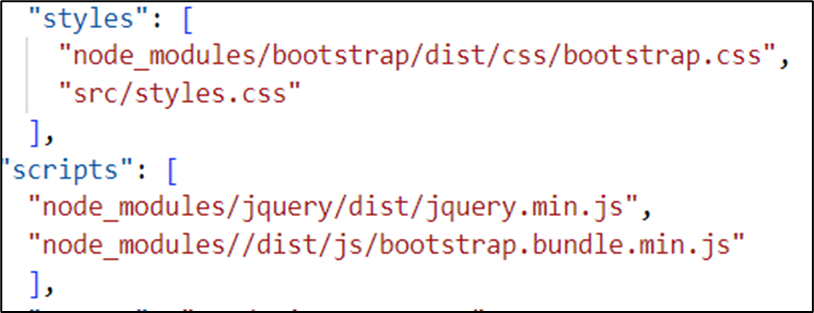 "styles": [
"node_modules/bootstrap/dist/css/bootstrap.css",
"src/styles.css"
],
"scripts": [
"node_modules/jquery/dist/jquery.min.js",
"node_modules//dist/js/bootstrap.bundle.min.js"
],